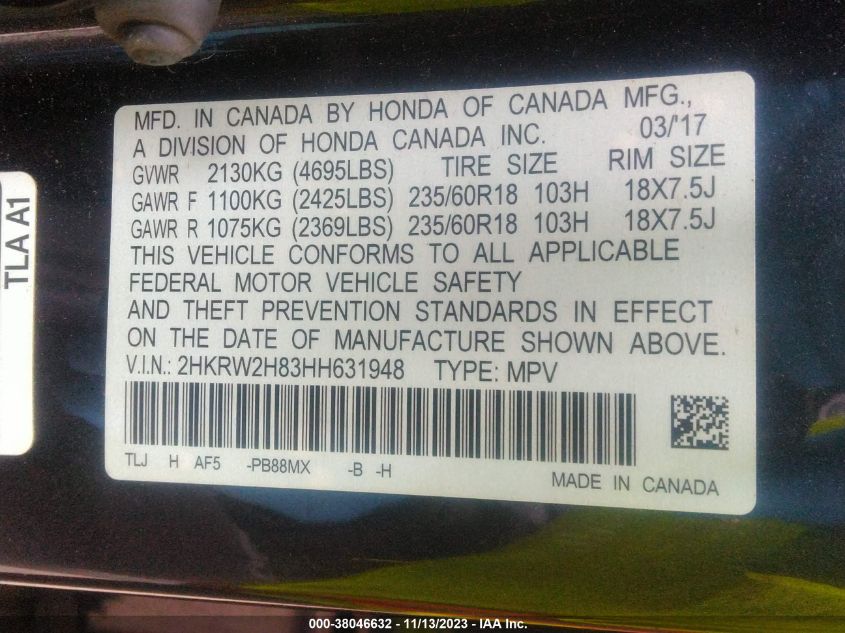 MFD. IN CANADA BY HONDA OF CANADA MFG.,
A DIVISION OF HONDA CANADA INC. 03/'17
GVWR 2130KG (4695LBS) TIRE SIZE RIM SIZE
GAWR F 1100KG (2425LBS) 235/60R18 103H 18X7.5J
GAWR R 1075KG (2369LBS) 235/60R18 103H 18X7.5J
THIS VEHICLE CONFORMS TO ALL APPLICABLE
FEDERAL MOTOR VEHICLE SAFETY
AND THEFT PREVENTION STANDARDS IN EFFECT
ON THE DATE OF MANUFACTURE SHOWN ABOVE.
V.I.N.: 2HKRW2H83HH631948 TYPE: MPV
TLJ H AF5 -PB88MX -B -H
MADE IN CANADA
TLA A1
000-38046632 - 11/13/2023 - IAA Inc.